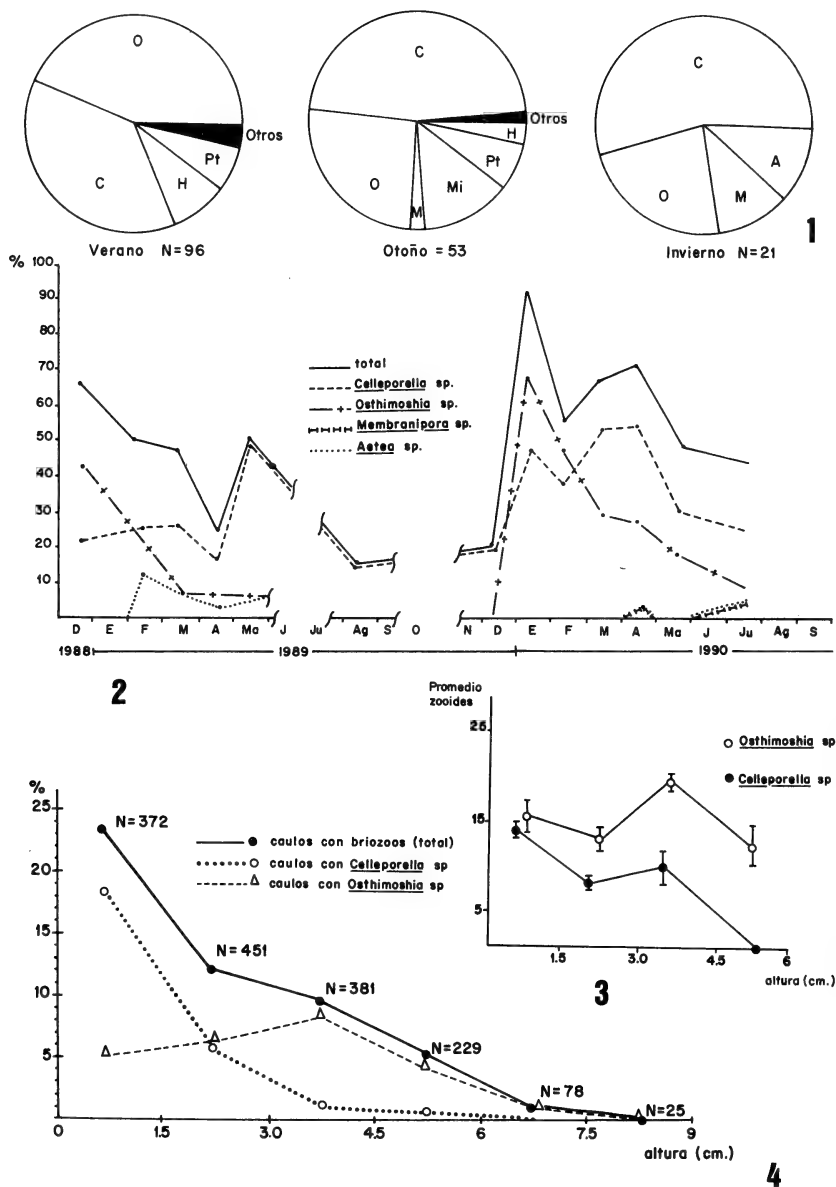 O
C
H
Pt
Otros
Verano N=96
C
O
M
Mi
Pt
H
Otros
Otoño = 53
C
O
M
A
Invierno N=21
1
%
100
90
80
70
60
50
40
30
20
10
total
Celleporella sp.
Osthimoshia sp.
Membranipora sp.
Aetea sp.
D E F M A Ma J Ju Ag S O N D E F M A Ma J Ju Ag S
1988 1989 1990
2
Promedio
zooides
25
15
5
Osthimoshia sp
Celleporella sp
1.5 3.0 4.5 6
altura (cm.)
3
%
25
20
15
10
5
N=372
N=451
N=381
N=229
N=78
N=25
caulos con briozoos (total)
caulos con Celleporella sp
caulos con Osthimoshia sp
0 1.5 3.0 4.5 6 7.5 9
altura (cm.)
4